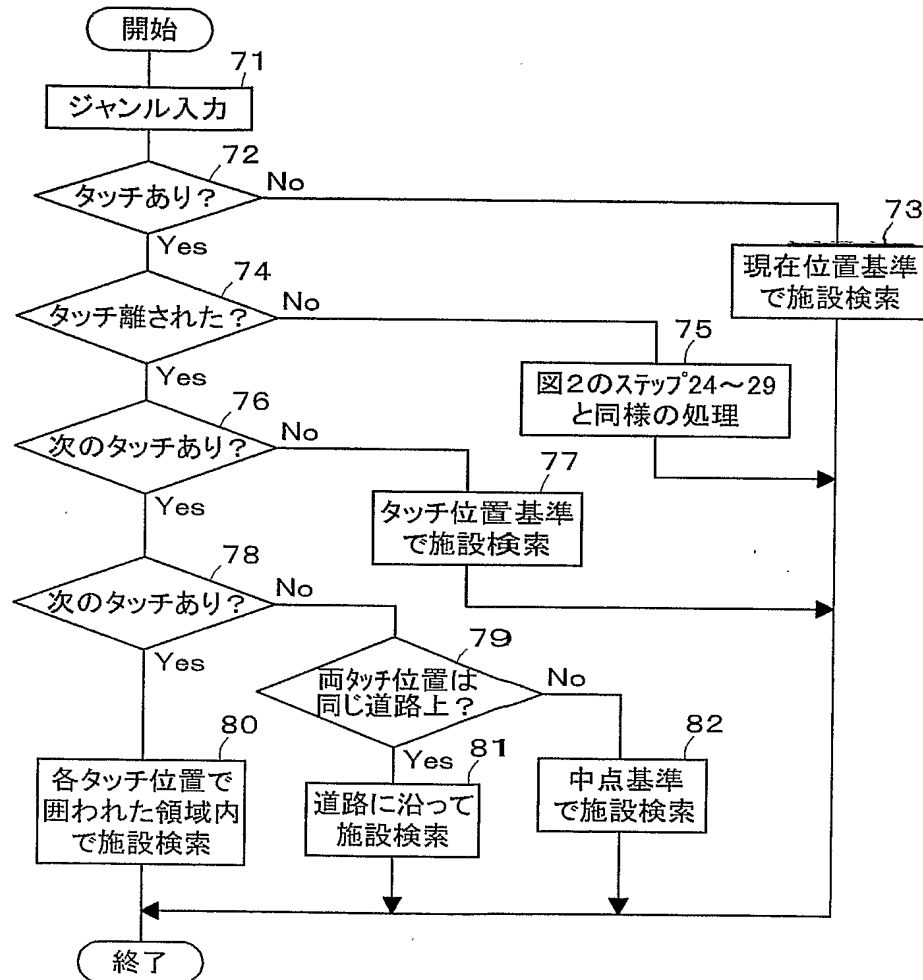 開始
71
ジャンル入力
72
タッチあり?
No
Yes
73
現在位置基準
で施設検索
74
タッチ離された?
No
Yes
75
図2のステップ24~29
と同様の処理
76
次のタッチあり?
No
Yes
77
タッチ位置基準
で施設検索
78
次のタッチあり?
No
Yes
79
両タッチ位置は
同じ道路上?
No
Yes
80
各タッチ位置で
囲われた領域内
で施設検索
81
道路に沿って
施設検索
82
中点基準
で施設検索
終了